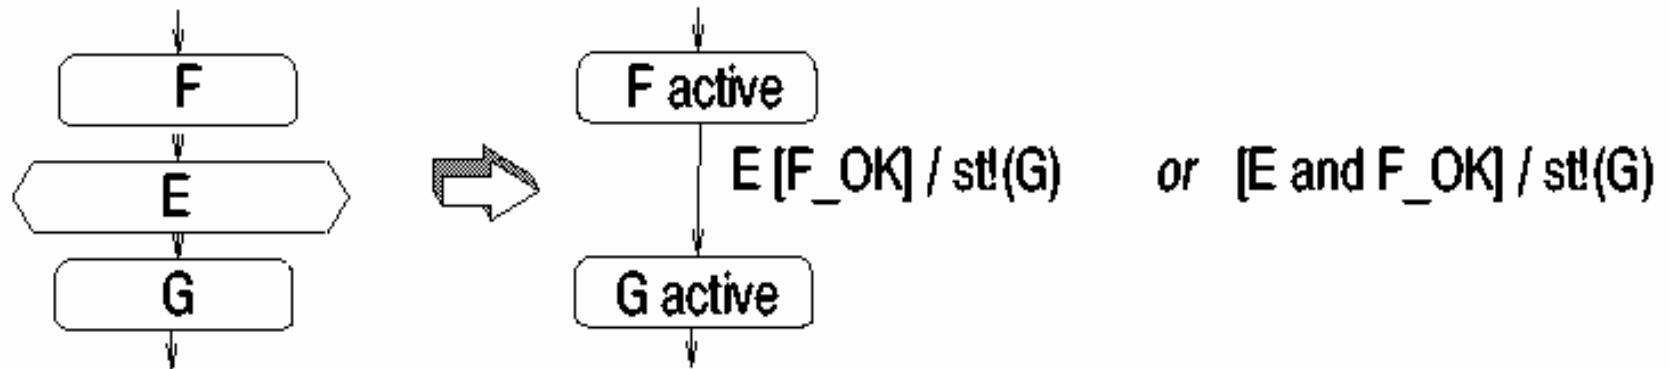 F
E
G
F active
E [F_OK] / st!(G) or [E and F_OK] / st!(G)
G active